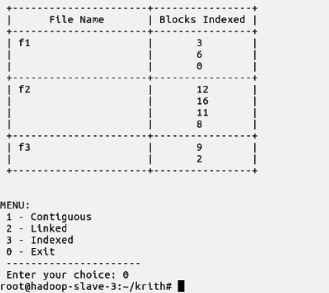 +----------------------+-----------------+
| File Name | Blocks Indexed |
+----------------------+-----------------+
| f1 | 3 |
| | 6 |
| | 0 |
+----------------------+-----------------+
| f2 | 12 |
| | 16 |
| | 11 |
| | 8 |
+----------------------+-----------------+
| f3 | 9 |
| | 2 |
+----------------------+-----------------+
MENU:
1 - Contiguous
2 - Linked
3 - Indexed
0 - Exit
----------------------
Enter your choice: 0
root@hadoop-slave-3:~/krith#